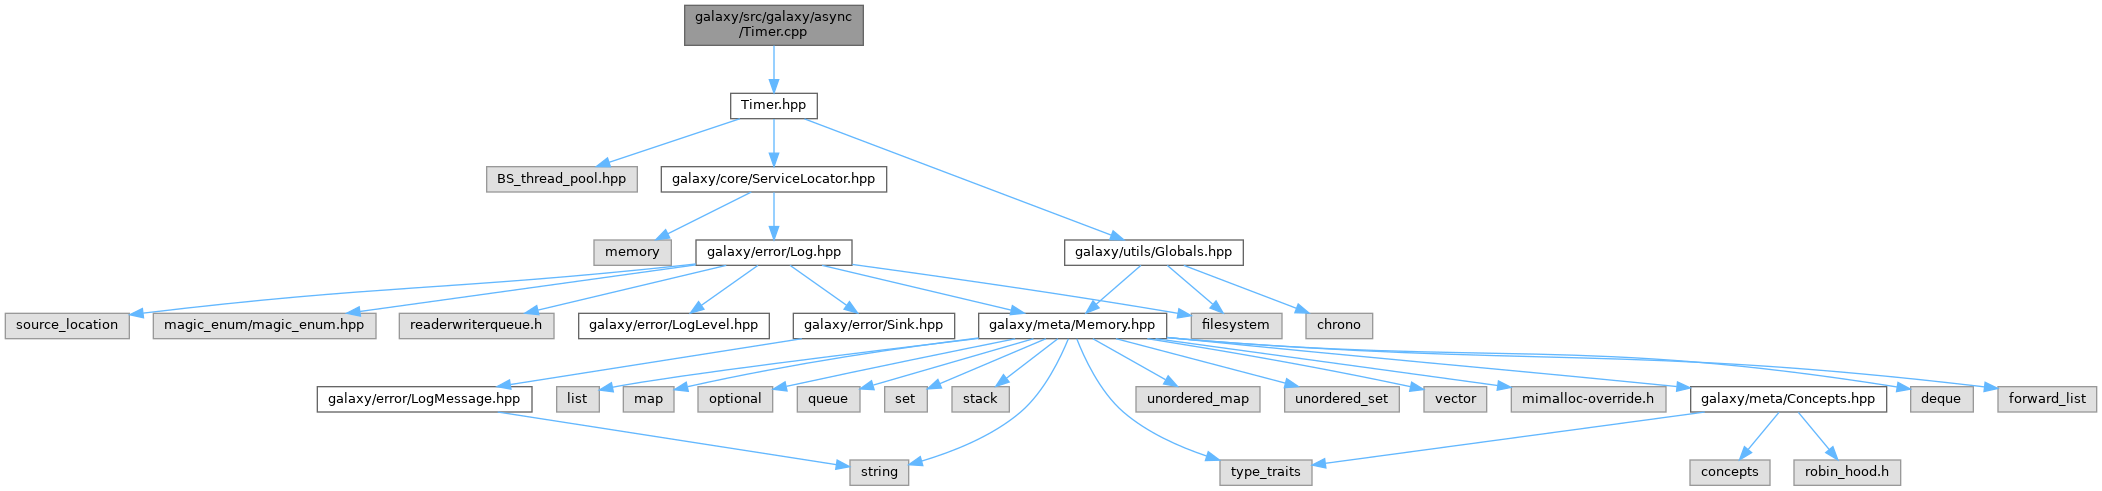 galaxy/src/galaxy/async
/Timer.cpp
Timer.hpp
BS_thread_pool.hpp
galaxy/core/ServiceLocator.hpp
memory
galaxy/error/Log.hpp
galaxy/utils/Globals.hpp
source_location
magic_enum/magic_enum.hpp
readerwriterqueue.h
galaxy/error/LogLevel.hpp
galaxy/error/Sink.hpp
galaxy/meta/Memory.hpp
filesystem
chrono
galaxy/error/LogMessage.hpp
list
map
optional
queue
set
stack
unordered_map
unordered_set
vector
mimalloc-override.h
galaxy/meta/Concepts.hpp
deque
forward_list
string
type_traits
concepts
robin_hood.h